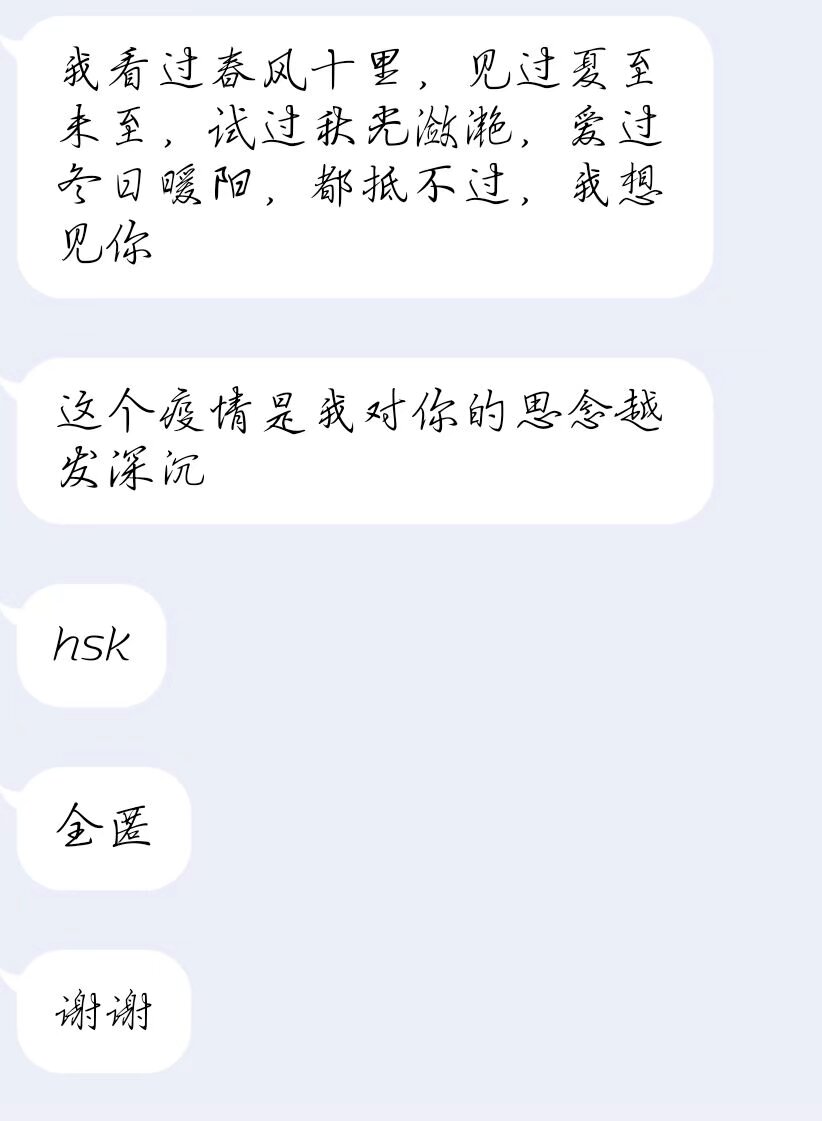 我看过春风十里，见过夏至
未至，试过秋光潋滟，爱过
冬日暖阳，都抵不过，我想
见你
这个疫情是我对你的思念越
发深沉
hsk
全匿
谢谢